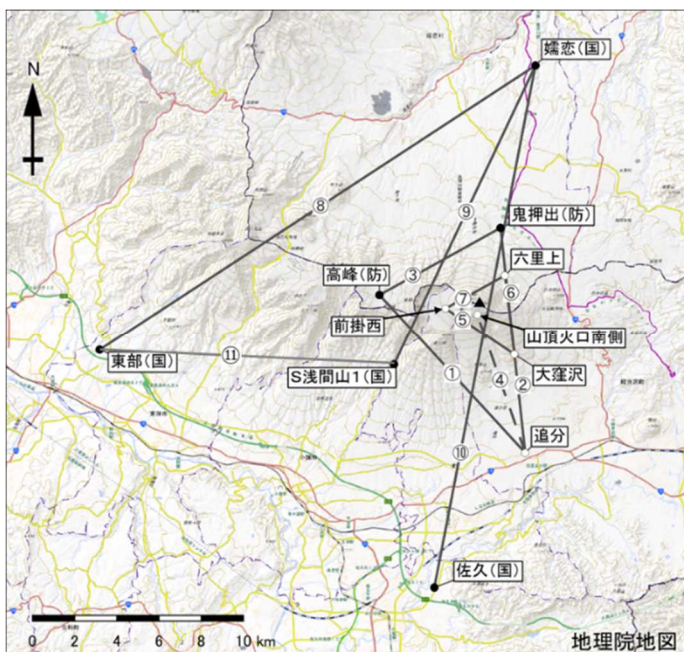 N
嬬恋(国)
⑧
⑨
鬼押出(防)
高峰(防)
③
六里上
⑦
⑥
前掛西
⑤
山頂火口南側
東部(国)
⑪
S浅間山1(国)
①
④
②
大窪沢
追分
⑩
佐久(国)
0 2 4 6 8 10 km
地理院地図